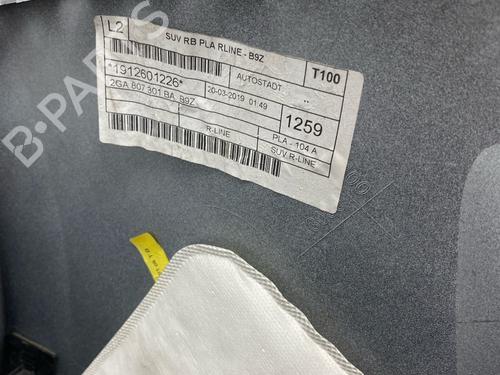 L2
SUV RB PLA RLINE - B9Z
T100
*1912601226*
AUTOSTADT
2GA 807 301 BA B9Z
20-03-2019 01:49
1259
R-LINE
PLA - 104 A
SUV R-LINE
B-PARTS